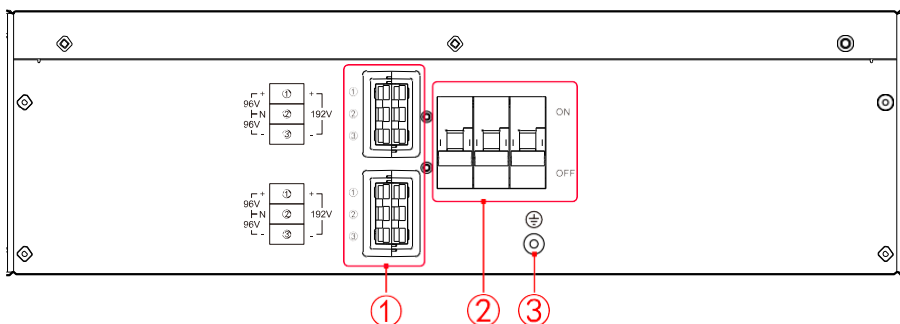 + ① +
96V
N ② 192V
96V
- ③ -
①
②
③
ON
OFF
+ ① +
96V
N ② 192V
96V
- ③ -
①
②
③
① ② ③